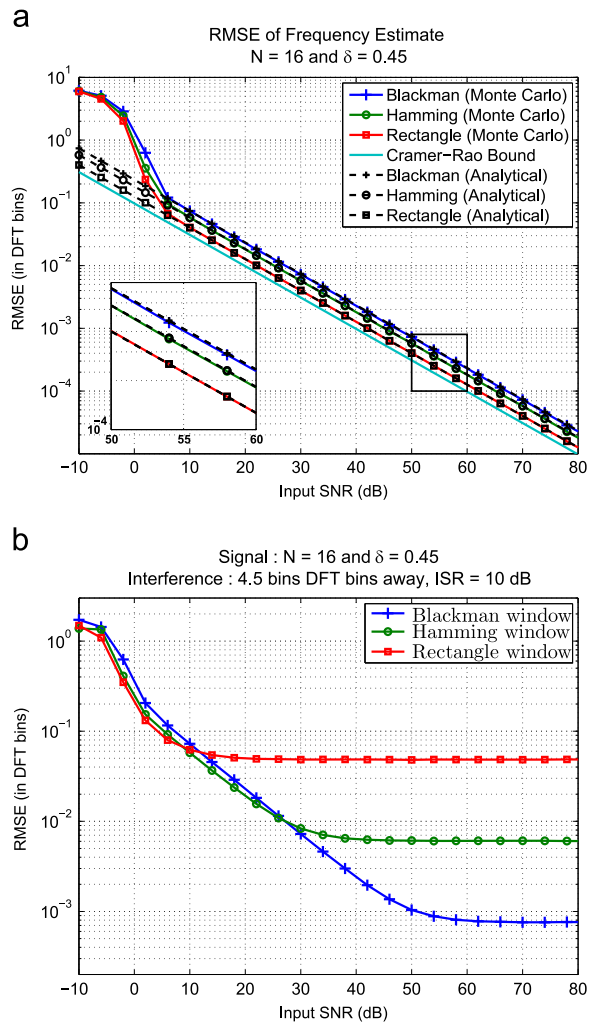 a
RMSE of Frequency Estimate
N = 16 and δ = 0.45
RMSE (in DFT bins)
10^1
10^0
10^-1
10^-2
10^-3
10^-4
Blackman (Monte Carlo)
Hamming (Monte Carlo)
Rectangle (Monte Carlo)
Cramer-Rao Bound
Blackman (Analytical)
Hamming (Analytical)
Rectangle (Analytical)
10^-4
50 55 60
-10 0 10 20 30 40 50 60 70 80
Input SNR (dB)
b
Signal : N = 16 and δ = 0.45
Interference : 4.5 bins DFT bins away, ISR = 10 dB
RMSE (in DFT bins)
10^0
10^-1
10^-2
10^-3
Blackman window
Hamming window
Rectangle window
-10 0 10 20 30 40 50 60 70 80
Input SNR (dB)